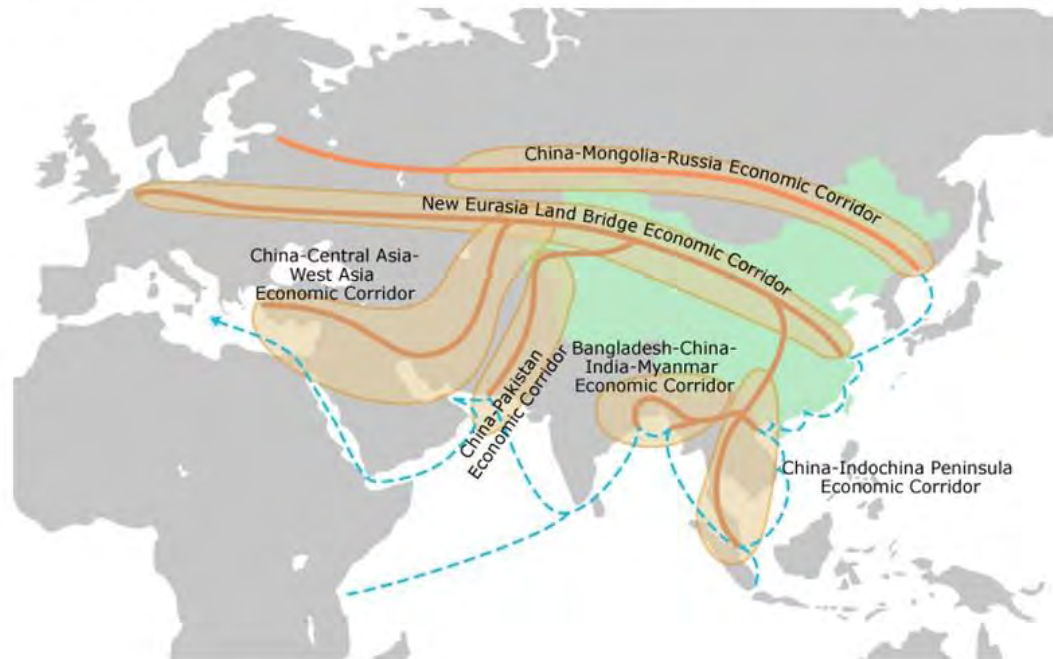 China-Mongolia-Russia Economic Corridor
New Eurasia Land Bridge Economic Corridor
China-Central Asia-
West Asia
Economic Corridor
China-Pakistan
Economic Corridor
Bangladesh-China-
India-Myanmar
Economic Corridor
China-Indochina Peninsula
Economic Corridor